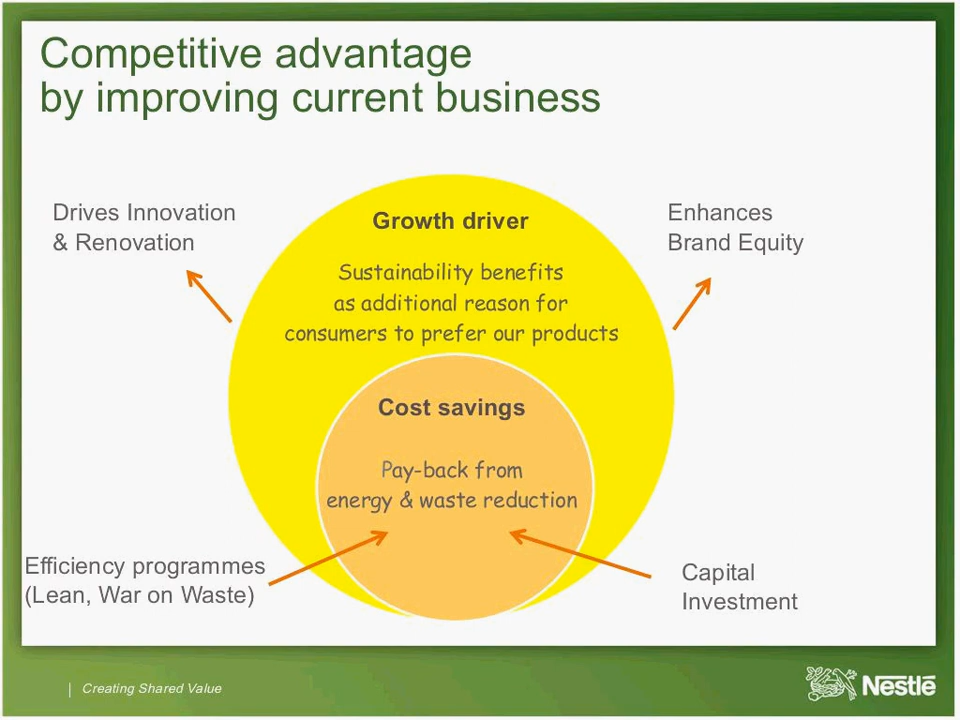 Competitive advantage
by improving current business
Drives Innovation
& Renovation
Growth driver
Enhances
Brand Equity
Sustainability benefits
as additional reason for
consumers to prefer our products
Cost savings
Pay-back from
energy & waste reduction
Efficiency programmes
(Lean, War on Waste)
Capital
Investment
| Creating Shared Value
Nestlé